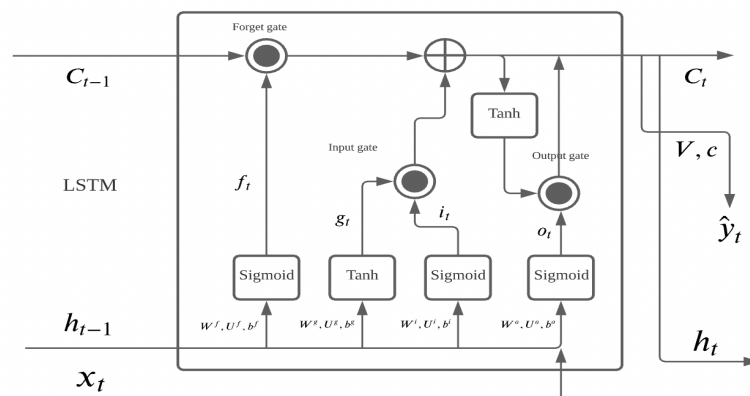 Forget gate
C_{t-1}
C_t
Tanh
V, c
Input gate
Output gate
LSTM
f_t
g_t
i_t
o_t
ŷ_t
Sigmoid
Tanh
Sigmoid
Sigmoid
h_{t-1}
W^f, U^f, b^f
W^g, U^g, b^g
W^i, U^i, b^i
W^o, U^o, b^o
h_t
x_t